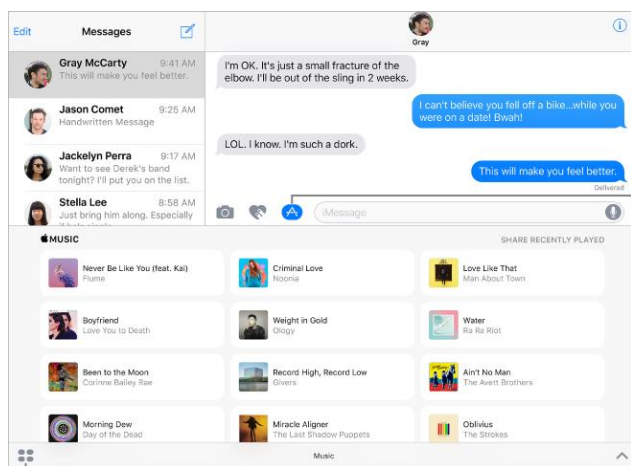 Edit
Messages
Gray
Gray McCarty 9:41 AM
This will make you feel better.
Jason Comet 9:25 AM
Handwritten Message
Jackelyn Perra 9:17 AM
Want to see Derek's band
tonight? I'll put you on the list.
Stella Lee 8:58 AM
Just bring him along. Especially
I'm OK. It's just a small fracture of the
elbow. I'll be out of the sling in 2 weeks.
I can't believe you fell off a bike...while you
were on a date! Bwah!
LOL. I know. I'm such a dork.
This will make you feel better.
Delivered
iMessage
MUSIC
SHARE RECENTLY PLAYED
Never Be Like You (feat. Kai)
Flume
Criminal Love
Noonia
Love Like That
Man About Town
Boyfriend
Love You to Death
Weight in Gold
Ology
Water
Ra Ra Riot
Been to the Moon
Corinne Bailey Rae
Record High, Record Low
Givers
Ain't No Man
The Avett Brothers
Morning Dew
Day of the Dead
Miracle Aligner
The Last Shadow Puppets
Oblivius
The Strokes
Music